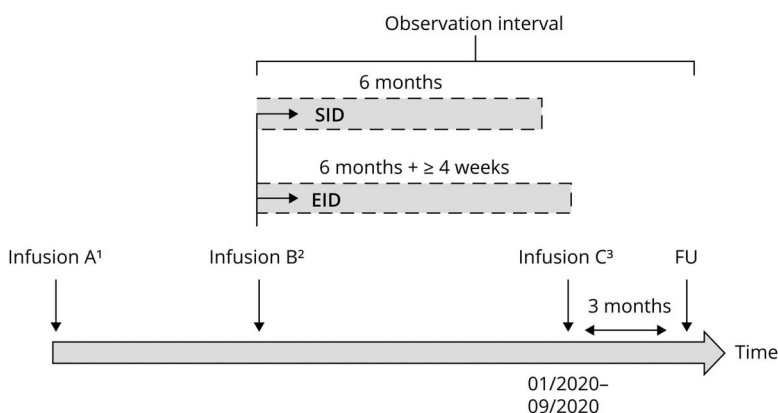 Observation interval
6 months
SID
6 months + ≥ 4 weeks
EID
Infusion A¹
Infusion B²
Infusion C³
FU
3 months
Time
01/2020–
09/2020